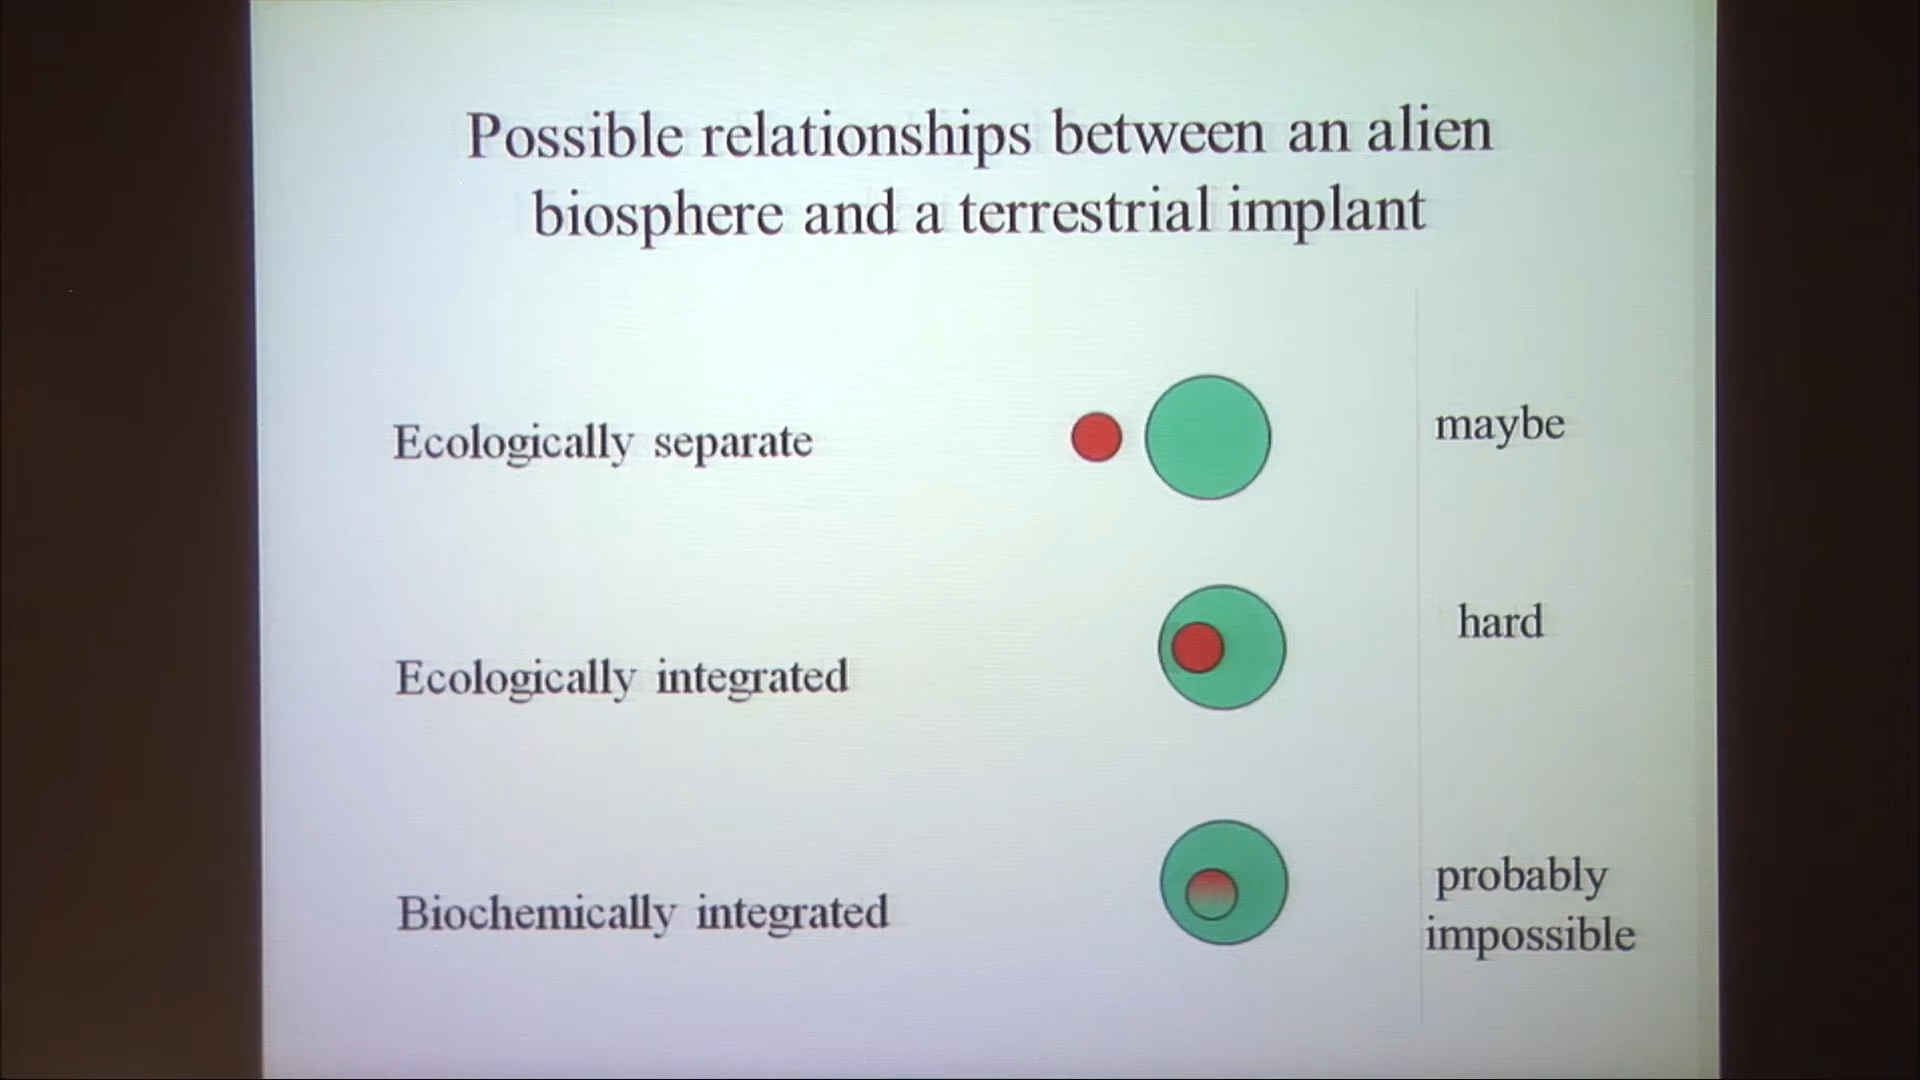 Possible relationships between an alien
biosphere and a terrestrial implant
Ecologically separate
maybe
Ecologically integrated
hard
Biochemically integrated
probably
impossible